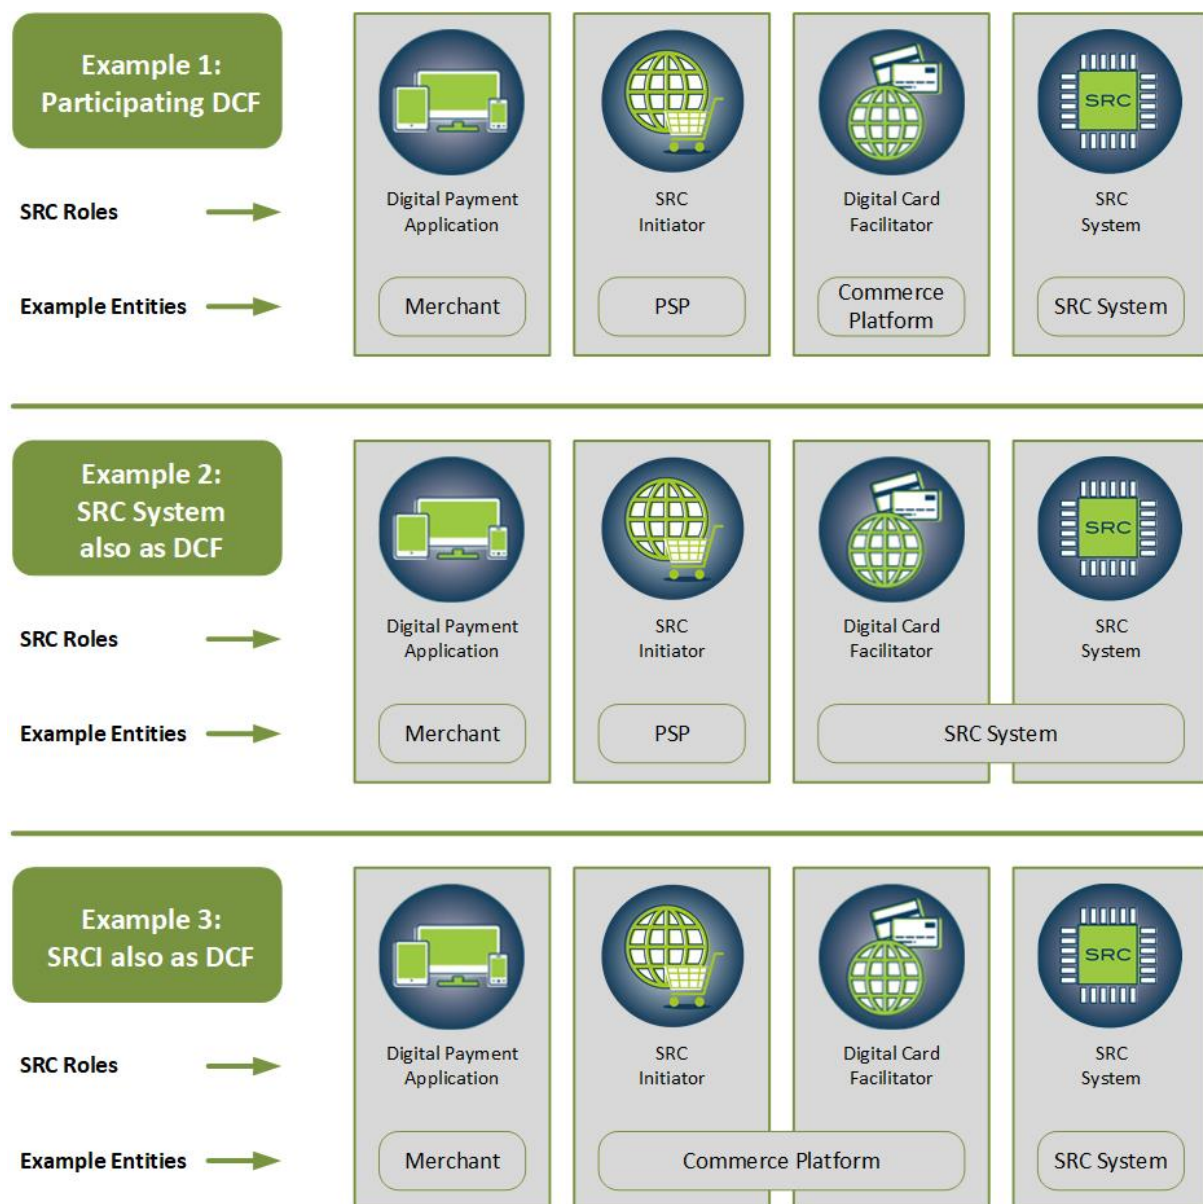 Example 1:
Participating DCF
SRC
SRC Roles
Digital Payment
Application
SRC
Initiator
Digital Card
Facilitator
SRC
System
Example Entities
Merchant
PSP
Commerce
Platform
SRC System
Example 2:
SRC System
also as DCF
SRC
SRC Roles
Digital Payment
Application
SRC
Initiator
Digital Card
Facilitator
SRC
System
Example Entities
Merchant
PSP
SRC System
Example 3:
SRCI also as DCF
SRC
SRC Roles
Digital Payment
Application
SRC
Initiator
Digital Card
Facilitator
SRC
System
Example Entities
Merchant
Commerce Platform
SRC System